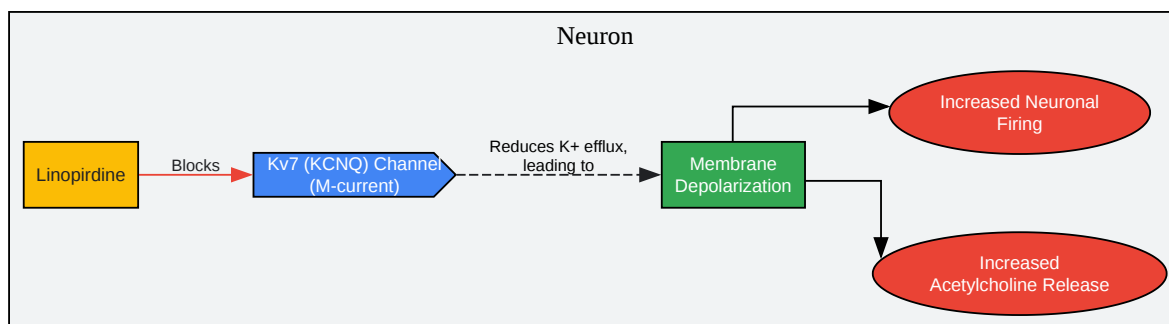 Neuron
Linopirdine
Blocks
Kv7 (KCNQ) Channel
(M-current)
Reduces K+ efflux,
leading to
Membrane
Depolarization
Increased Neuronal
Firing
Increased
Acetylcholine Release